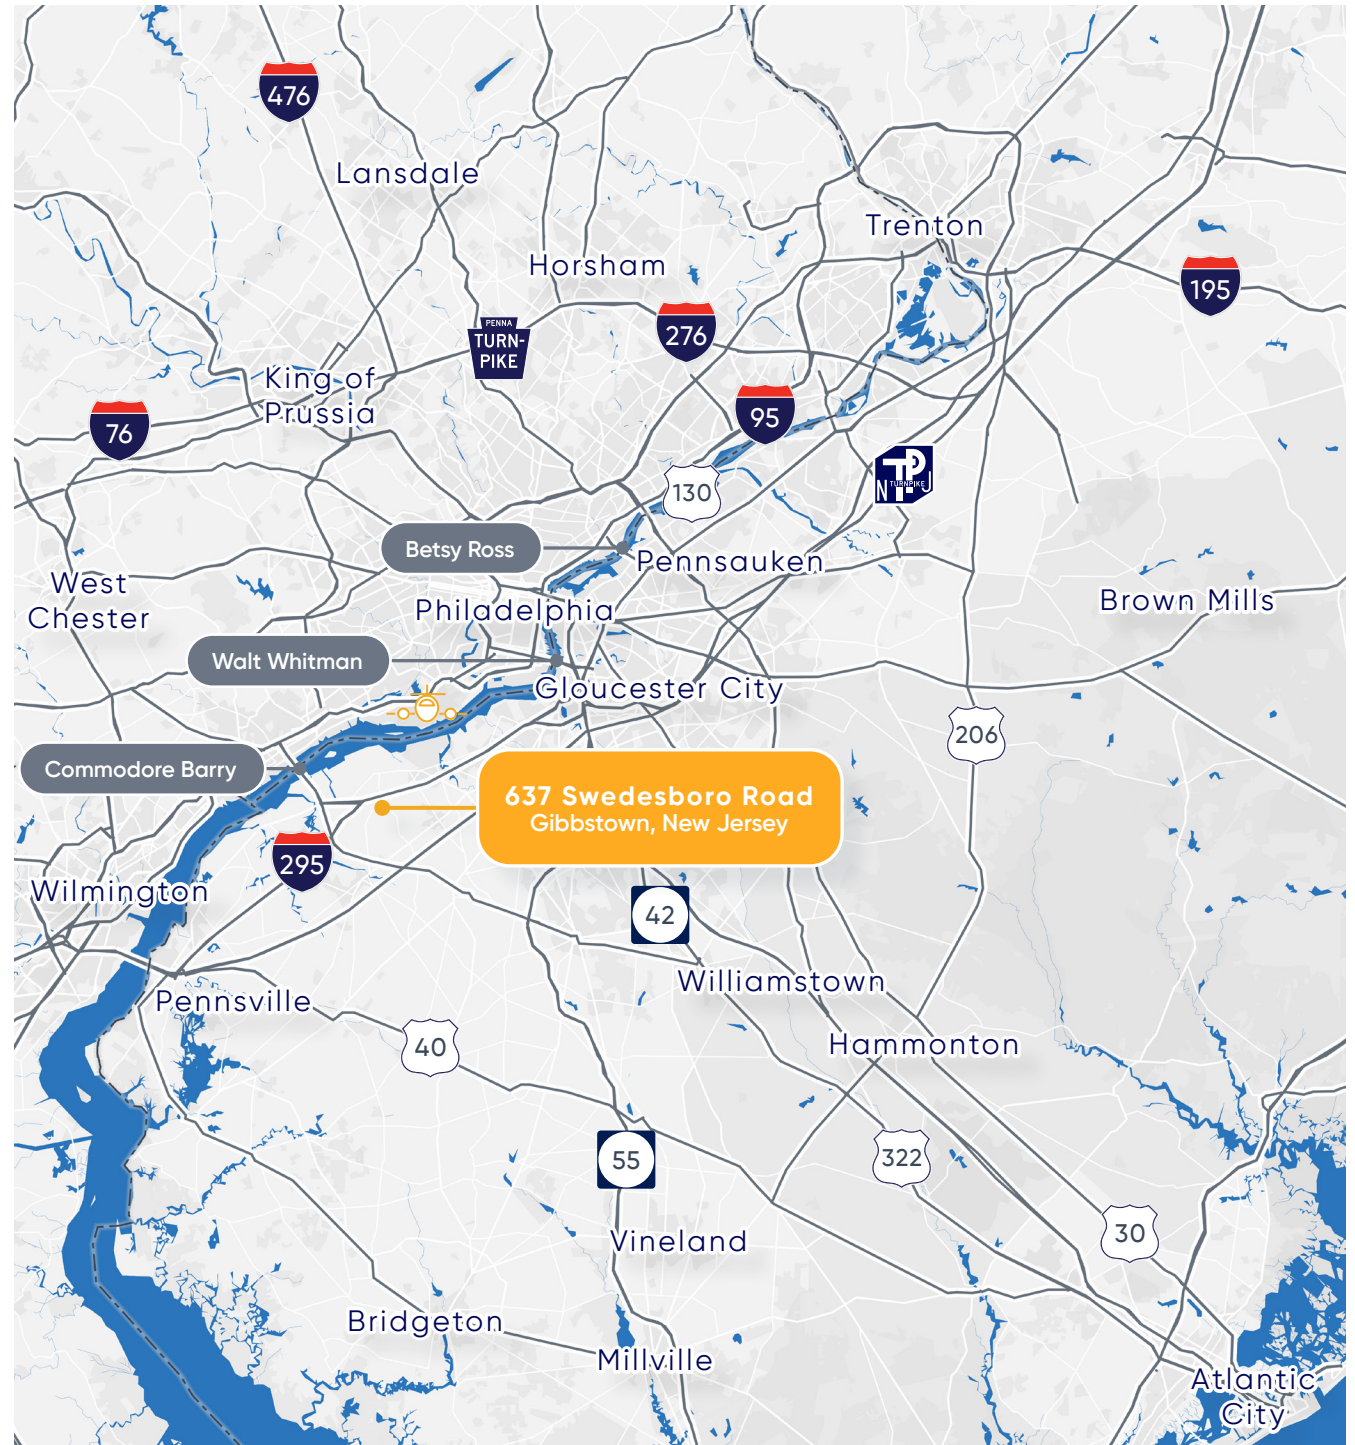 476
Lansdale
Trenton
Horsham
195
PENNA
TURN-
PIKE
276
King of
Prussia
76
95
130
TP
N TURNPIKE J
Betsy Ross
Pennsauken
West
Chester
Philadelphia
Brown Mills
Walt Whitman
Gloucester City
206
Commodore Barry
637 Swedesboro Road
Gibbstown, New Jersey
295
Wilmington
42
Williamstown
Pennsville
40
Hammonton
55
322
30
Vineland
Bridgeton
Millville
Atlantic
City